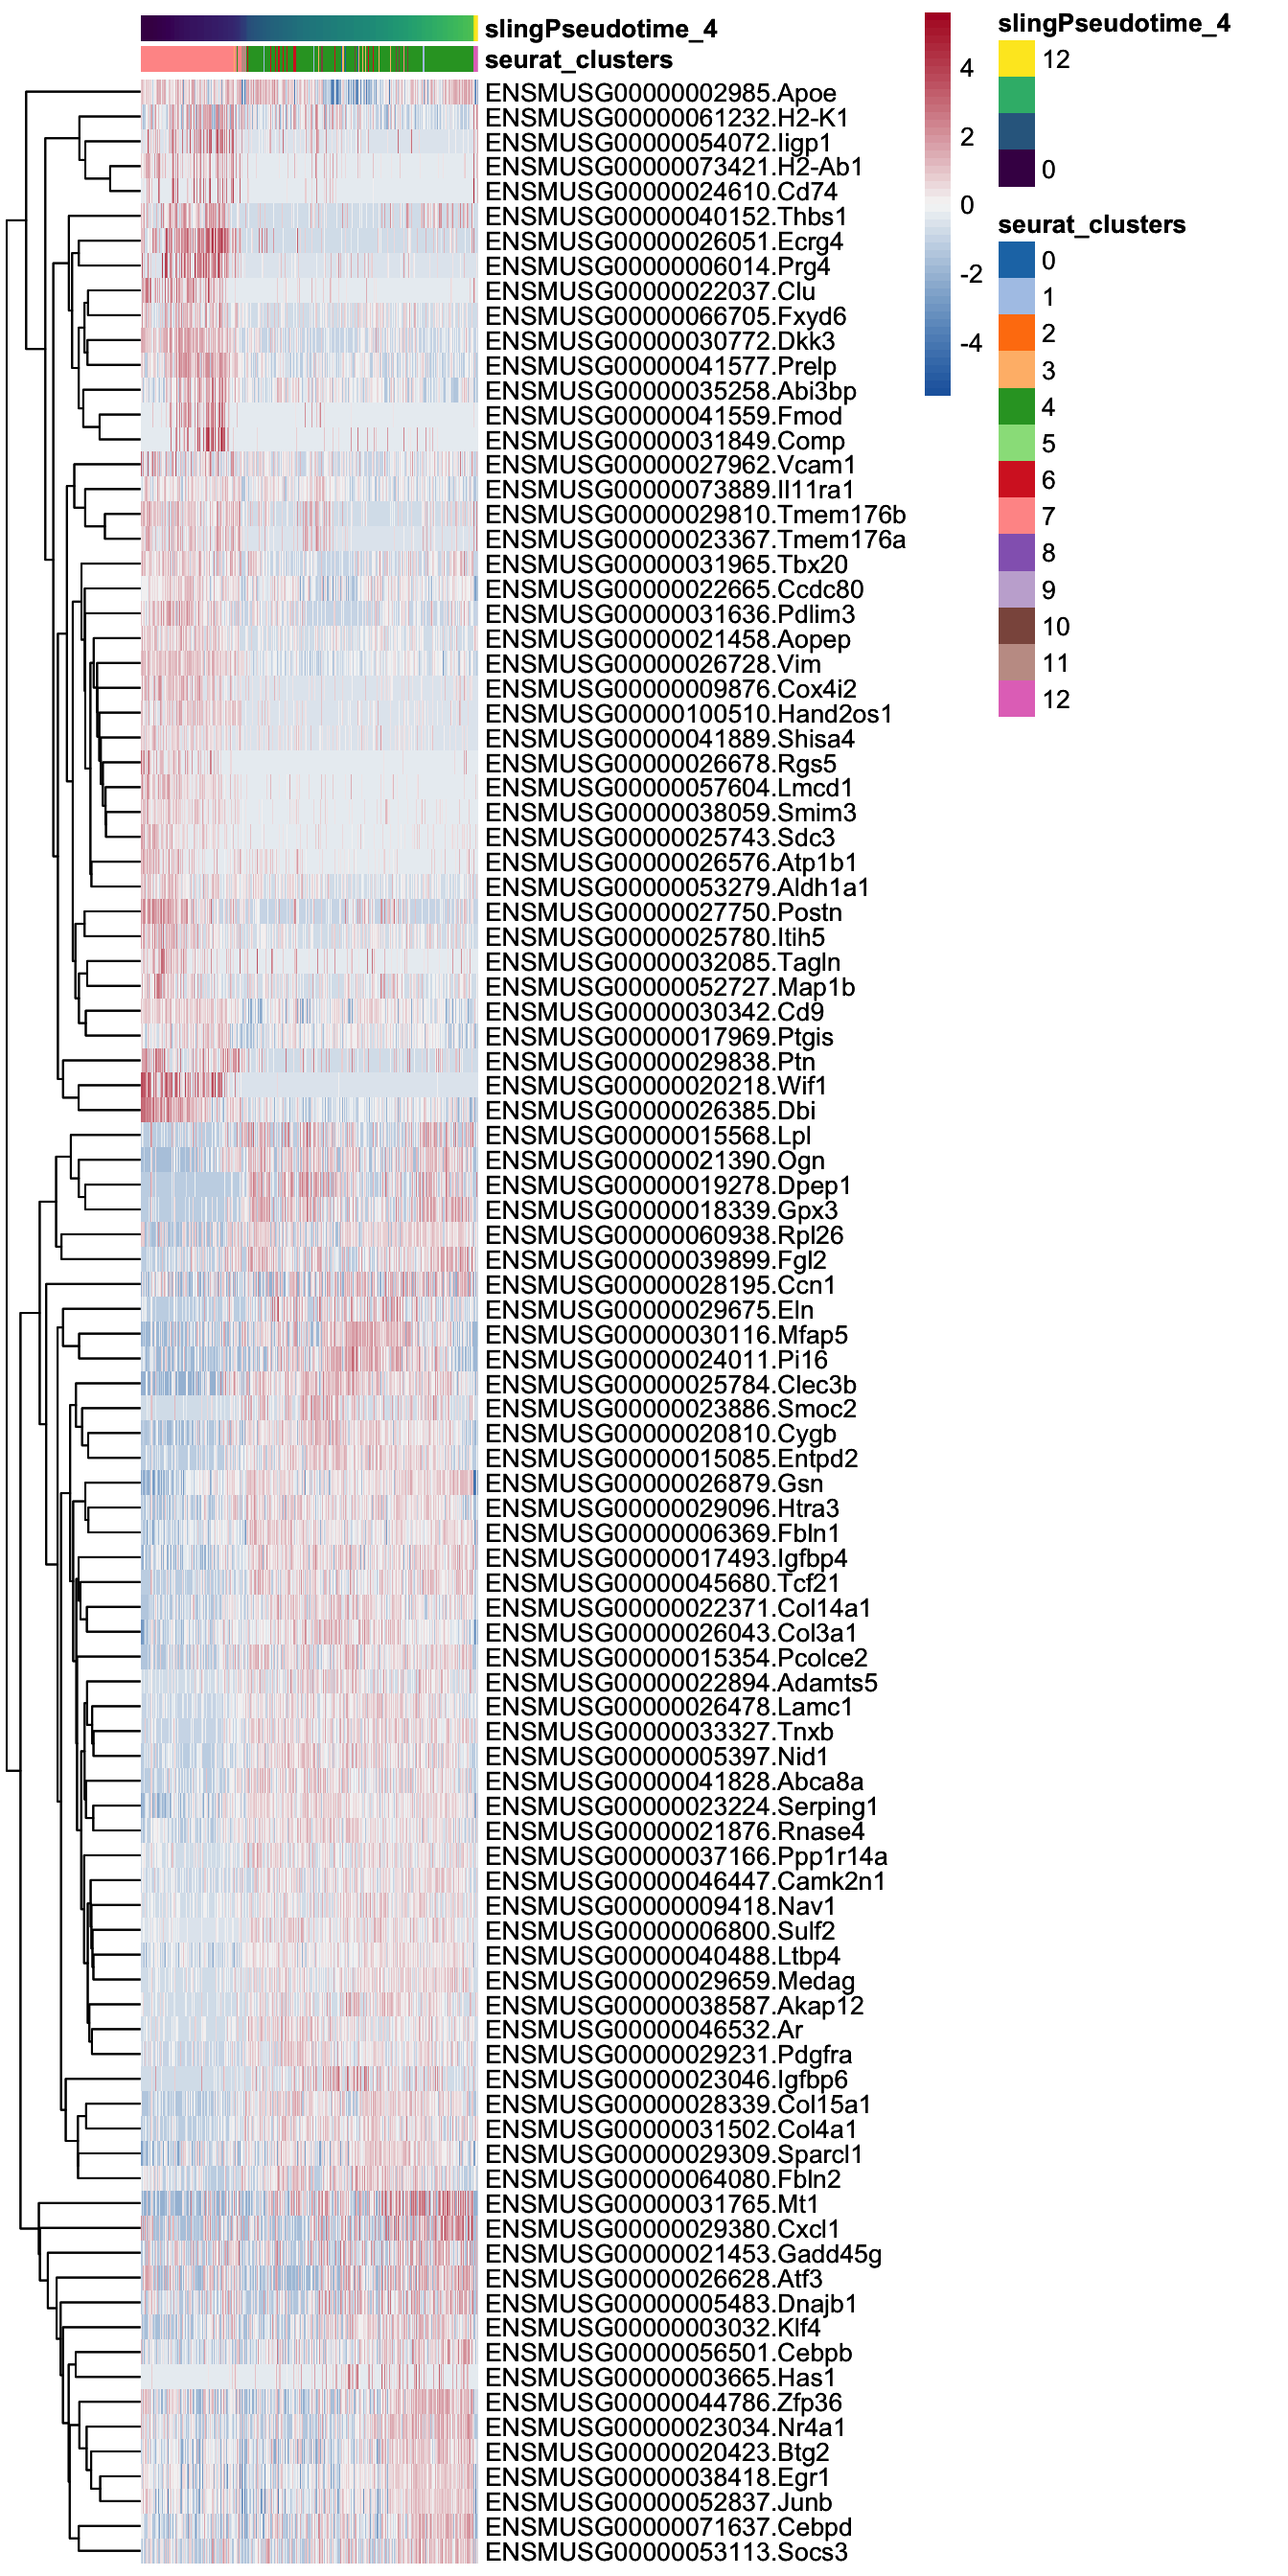 slingPseudotime_4
seurat_clusters
ENSMUSG00000002985.Apoe
ENSMUSG00000061232.H2-K1
ENSMUSG00000054072.Iigp1
ENSMUSG00000073421.H2-Ab1
ENSMUSG00000024610.Cd74
ENSMUSG00000040152.Thbs1
ENSMUSG00000026051.Ecrg4
ENSMUSG00000006014.Prg4
ENSMUSG00000022037.Clu
ENSMUSG00000066705.Fxyd6
ENSMUSG00000030772.Dkk3
ENSMUSG00000041577.Prelp
ENSMUSG00000035258.Abi3bp
ENSMUSG00000041559.Fmod
ENSMUSG00000031849.Comp
ENSMUSG00000027962.Vcam1
ENSMUSG00000073889.Il11ra1
ENSMUSG00000029810.Tmem176b
ENSMUSG00000023367.Tmem176a
ENSMUSG00000031965.Tbx20
ENSMUSG00000022665.Ccdc80
ENSMUSG00000031636.Pdlim3
ENSMUSG00000021458.Aopep
ENSMUSG00000026728.Vim
ENSMUSG00000009876.Cox4i2
ENSMUSG00000100510.Hand2os1
ENSMUSG00000041889.Shisa4
ENSMUSG00000026678.Rgs5
ENSMUSG00000057604.Lmcd1
ENSMUSG00000038059.Smim3
ENSMUSG00000025743.Sdc3
ENSMUSG00000026576.Atp1b1
ENSMUSG00000053279.Aldh1a1
ENSMUSG00000027750.Postn
ENSMUSG00000025780.Itih5
ENSMUSG00000032085.Tagln
ENSMUSG00000052727.Map1b
ENSMUSG00000030342.Cd9
ENSMUSG00000017969.Ptgis
ENSMUSG00000029838.Ptn
ENSMUSG00000020218.Wif1
ENSMUSG00000026385.Dbi
ENSMUSG00000015568.Lpl
ENSMUSG00000021390.Ogn
ENSMUSG00000019278.Dpep1
ENSMUSG00000018339.Gpx3
ENSMUSG00000060938.Rpl26
ENSMUSG00000039899.Fgl2
ENSMUSG00000028195.Ccn1
ENSMUSG00000029675.Eln
ENSMUSG00000030116.Mfap5
ENSMUSG00000024011.Pi16
ENSMUSG00000025784.Clec3b
ENSMUSG00000023886.Smoc2
ENSMUSG00000020810.Cygb
ENSMUSG00000015085.Entpd2
ENSMUSG00000026879.Gsn
ENSMUSG00000029096.Htra3
ENSMUSG00000006369.Fbln1
ENSMUSG00000017493.Igfbp4
ENSMUSG00000045680.Tcf21
ENSMUSG00000022371.Col14a1
ENSMUSG00000026043.Col3a1
ENSMUSG00000015354.Pcolce2
ENSMUSG00000022894.Adamts5
ENSMUSG00000026478.Lamc1
ENSMUSG00000033327.Tnxb
ENSMUSG00000005397.Nid1
ENSMUSG00000041828.Abca8a
ENSMUSG00000023224.Serping1
ENSMUSG00000021876.Rnase4
ENSMUSG00000037166.Ppp1r14a
ENSMUSG00000046447.Camk2n1
ENSMUSG00000009418.Nav1
ENSMUSG00000006800.Sulf2
ENSMUSG00000040488.Ltbp4
ENSMUSG00000029659.Medag
ENSMUSG00000038587.Akap12
ENSMUSG00000046532.Ar
ENSMUSG00000029231.Pdgfra
ENSMUSG00000023046.Igfbp6
ENSMUSG00000028339.Col15a1
ENSMUSG00000031502.Col4a1
ENSMUSG00000029309.Sparcl1
ENSMUSG00000064080.Fbln2
ENSMUSG00000031765.Mt1
ENSMUSG00000029380.Cxcl1
ENSMUSG00000021453.Gadd45g
ENSMUSG00000026628.Atf3
ENSMUSG00000005483.Dnajb1
ENSMUSG00000003032.Klf4
ENSMUSG00000056501.Cebpb
ENSMUSG00000003665.Has1
ENSMUSG00000044786.Zfp36
ENSMUSG00000023034.Nr4a1
ENSMUSG00000020423.Btg2
ENSMUSG00000038418.Egr1
ENSMUSG00000052837.Junb
ENSMUSG00000071637.Cebpd
ENSMUSG00000053113.Socs3
4
2
0
-2
-4
slingPseudotime_4
12
0
seurat_clusters
0
1
2
3
4
5
6
7
8
9
10
11
12